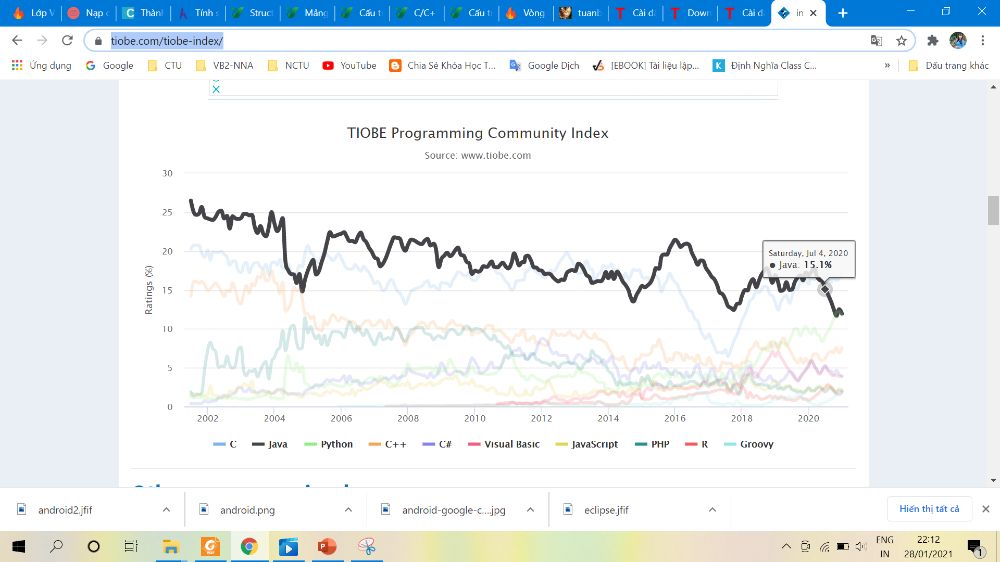 Lớp V
Nạp c
Thành
Tính s
Struct
Mảng
Cấu t
C/C+
Cấu t
Vòng
tuanb
Cài đ
Down
Cài đ
in
tiobe.com/tiobe-index/
Ứng dụng
Google
CTU
VB2-NNA
NCTU
YouTube
Chia Sẻ Khóa Học T...
Google Dịch
[EBOOK] Tài liệu lập...
Định Nghĩa Class C...
»
Dấu trang khác
TIOBE Programming Community Index
Source: www.tiobe.com
Ratings (%)
30
25
20
15
10
5
0
Saturday, Jul 4, 2020
Java: 15.1%
2002 2004 2006 2008 2010 2012 2014 2016 2018 2020
C Java Python C++ C# Visual Basic JavaScript PHP R Groovy
android2.jfif
android.png
android-google-c....jpg
eclipse.jfif
Hiển thị tất cả
PDF
ENG
IN
22:12
28/01/2021
1